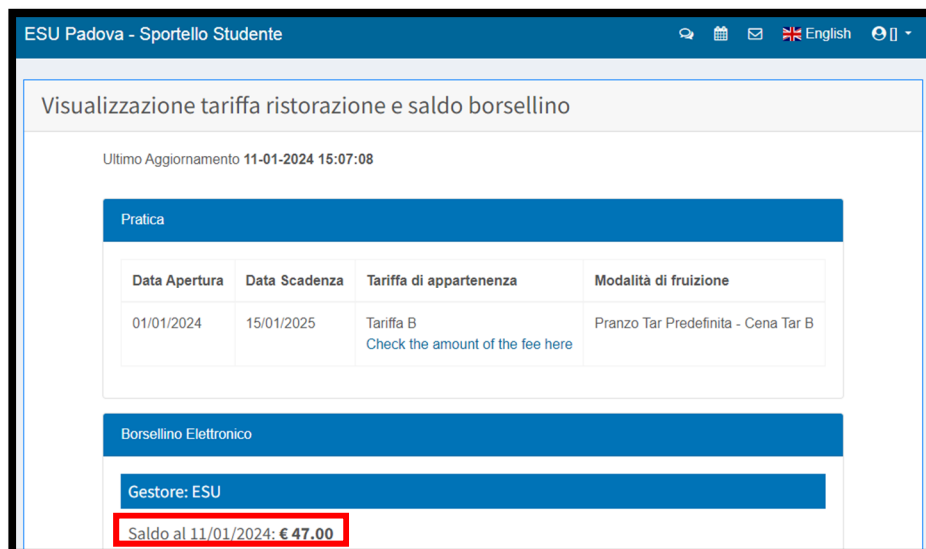 ESU Padova - Sportello Studente
English
[]
Visualizzazione tariffa ristorazione e saldo borsellino
Ultimo Aggiornamento 11-01-2024 15:07:08
Pratica
Data Apertura Data Scadenza Tariffa di appartenenza Modalità di fruizione
01/01/2024 15/01/2025 Tariffa B Pranzo Tar Predefinita - Cena Tar B
Check the amount of the fee here
Borsellino Elettronico
Gestore: ESU
Saldo al 11/01/2024: € 47.00